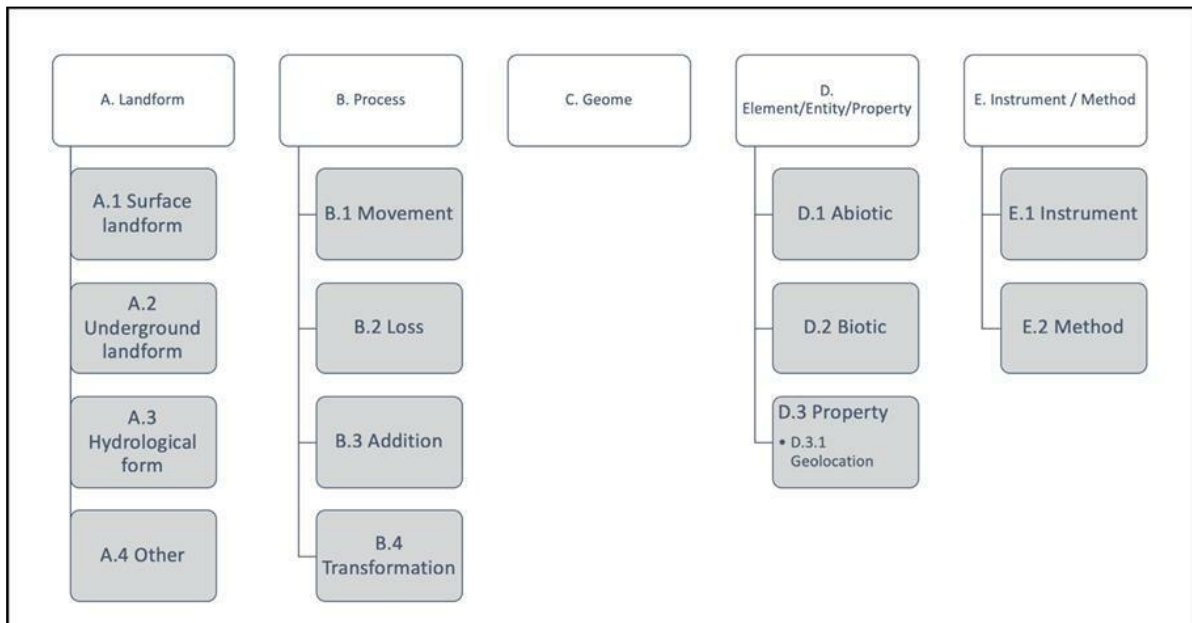 A. Landform
A.1 Surface
landform
A.2
Underground
landform
A.3
Hydrological
form
A.4 Other
B. Process
B.1 Movement
B.2 Loss
B.3 Addition
B.4
Transformation
C. Geome
D.
Element/Entity/Property
D.1 Abiotic
D.2 Biotic
D.3 Property
• D.3.1
Geolocation
E. Instrument / Method
E.1 Instrument
E.2 Method